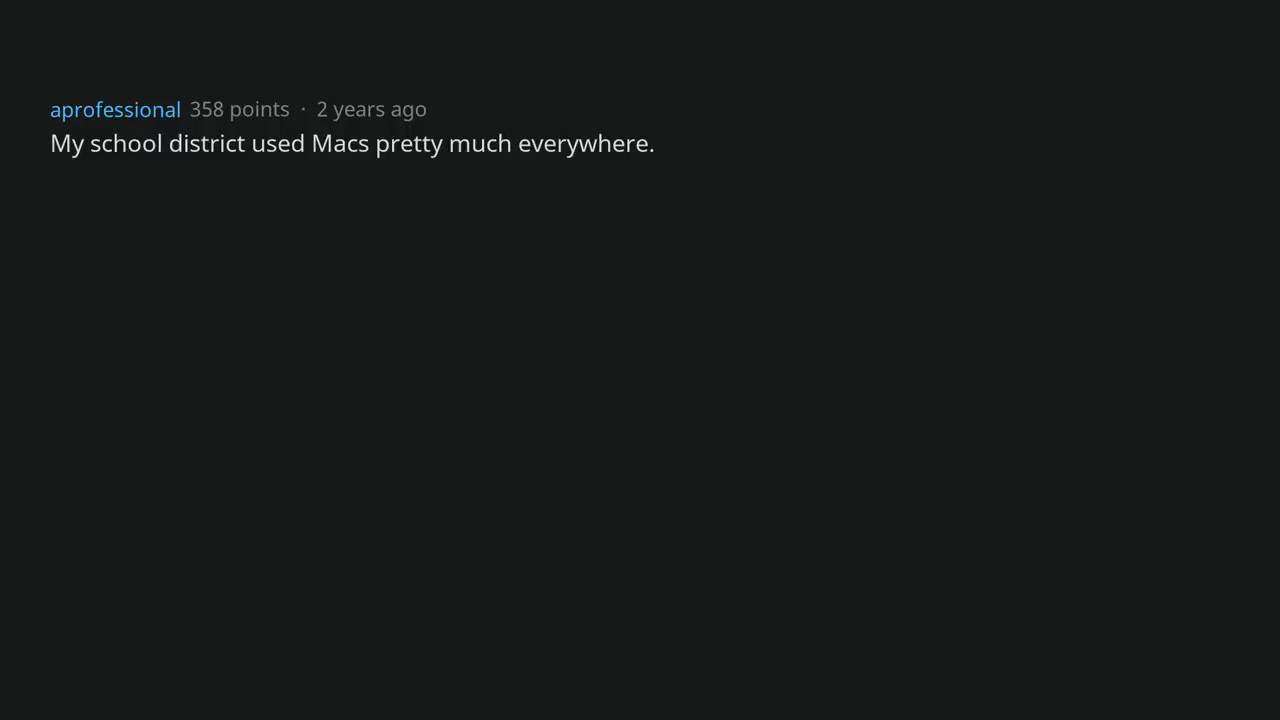 aprofessional 358 points · 2 years ago
My school district used Macs pretty much everywhere.